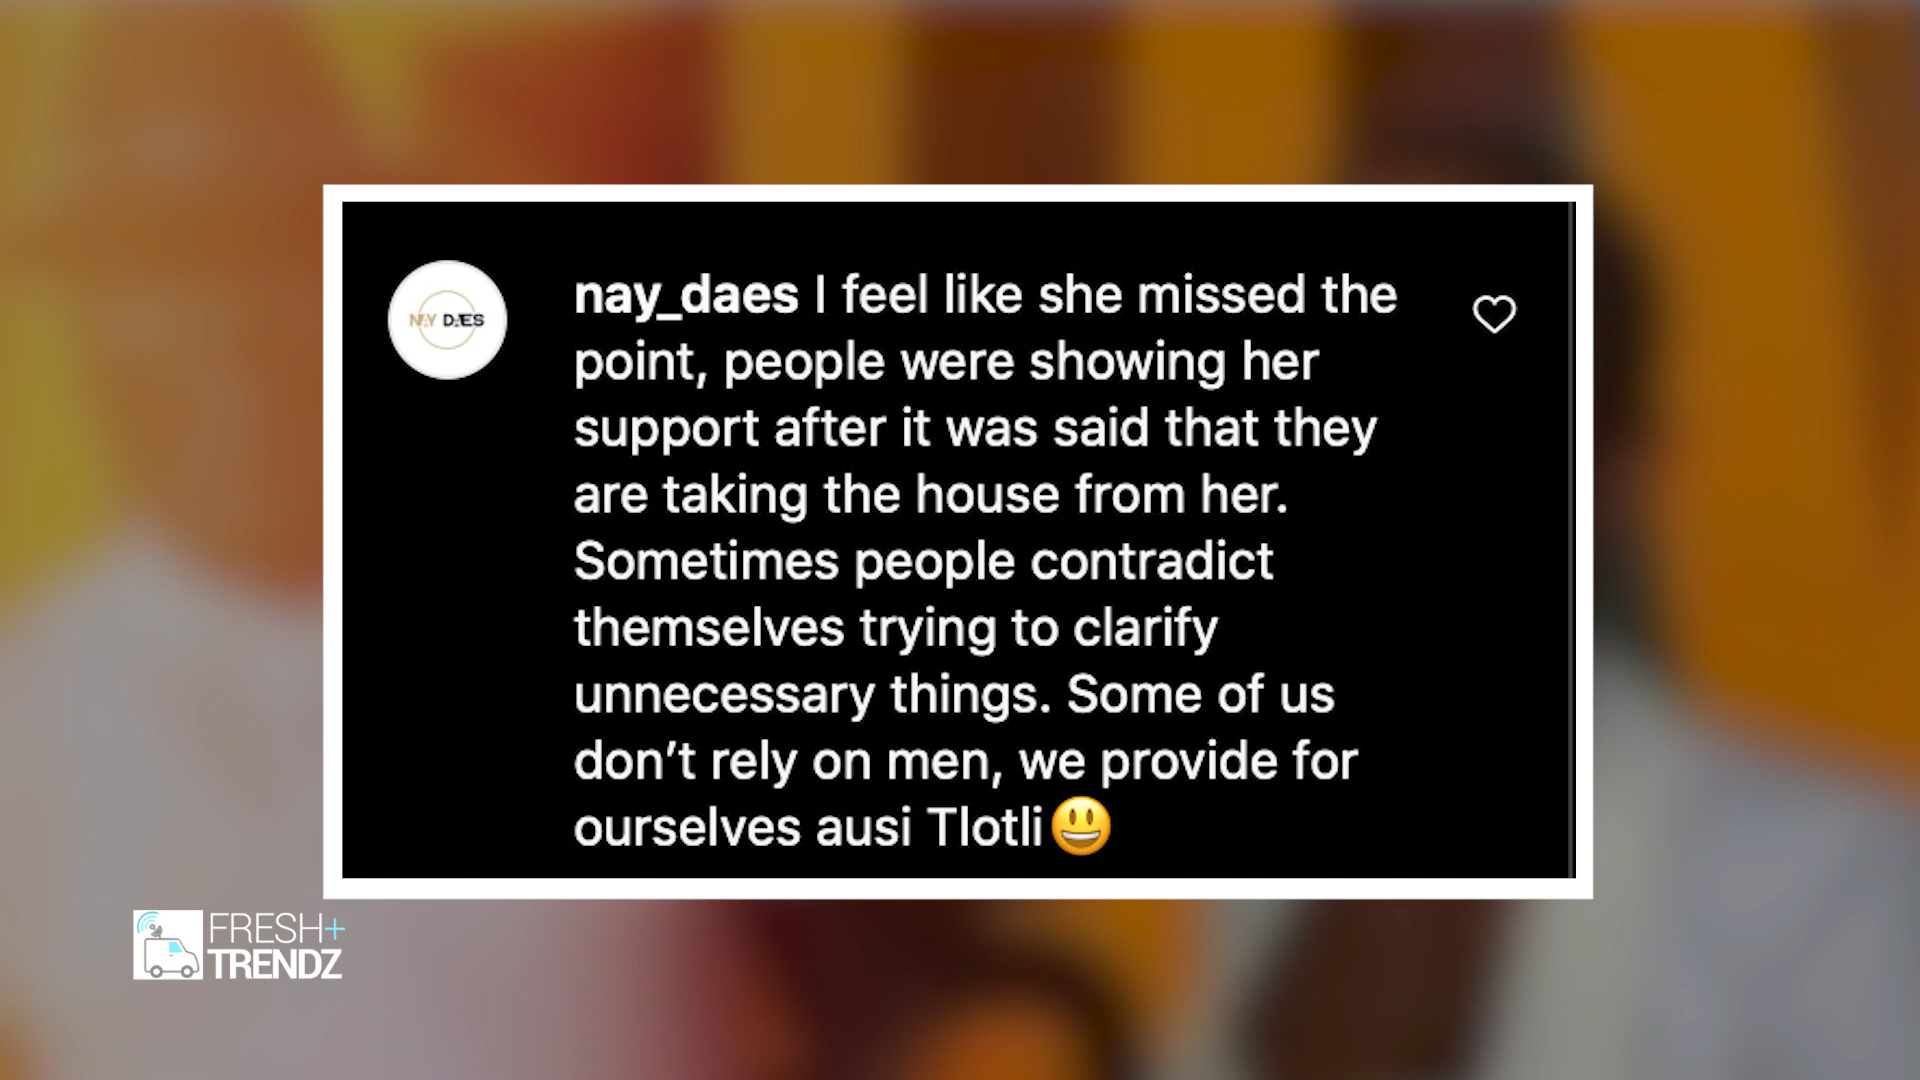 NAY DAES
nay_daes I feel like she missed the
point, people were showing her
support after it was said that they
are taking the house from her.
Sometimes people contradict
themselves trying to clarify
unnecessary things. Some of us
don’t rely on men, we provide for
ourselves ausi Tlotli😃
FRESH+
TRENDZ